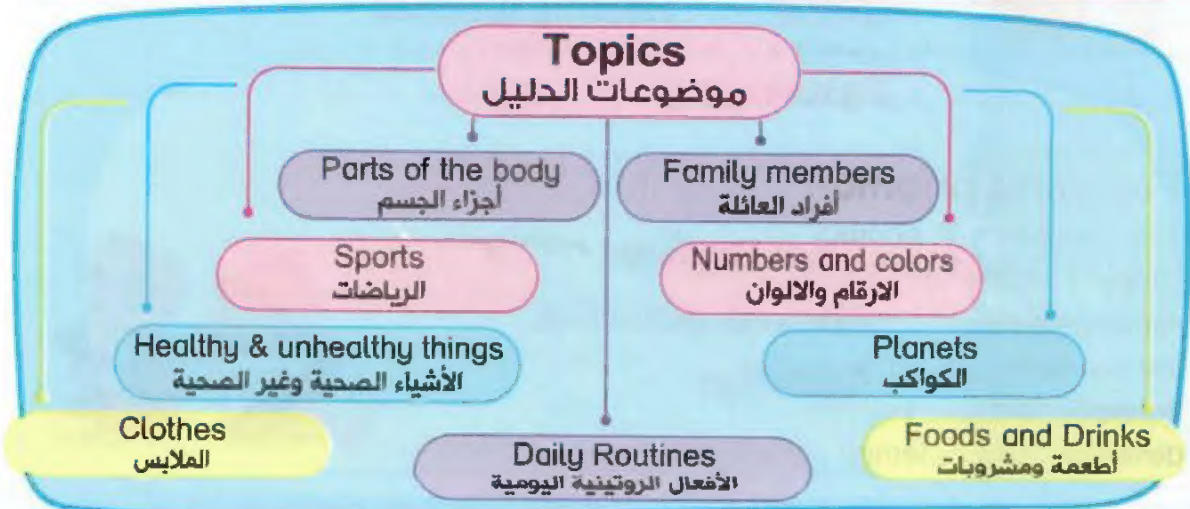 Topics
موضوعات الدليل
Parts of the body
أجزاء الجسم
Family members
أفراد العائلة
Sports
الرياضات
Numbers and colors
الارقام والالوان
Healthy & unhealthy things
الأشياء الصحية وغير الصحية
Planets
الكواكب
Clothes
الملابس
Daily Routines
الأفعال الروتينية اليومية
Foods and Drinks
أطعمة ومشروبات